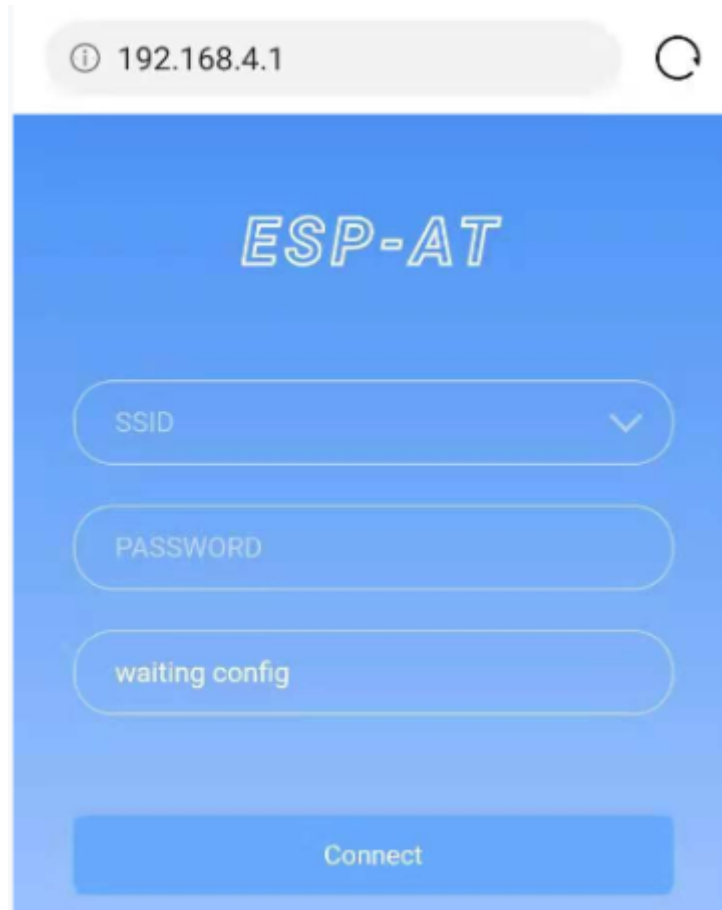 192.168.4.1
ESP-AT
SSID
PASSWORD
waiting config
Connect